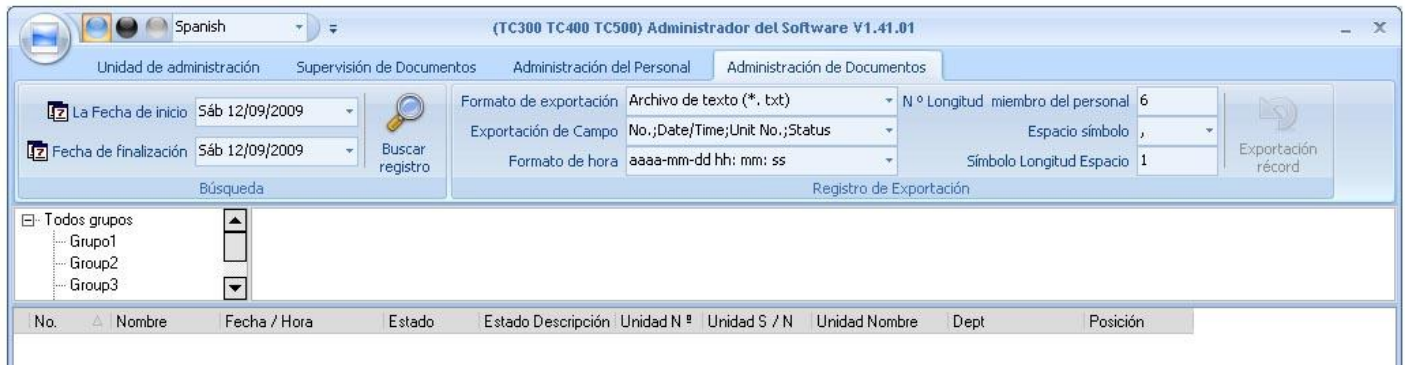 Spanish
(TC300 TC400 TC500) Administrador del Software V1.41.01
Unidad de administración Supervisión de Documentos Administración del Personal Administración de Documentos
La Fecha de inicio Sáb 12/09/2009
Fecha de finalización Sáb 12/09/2009
Buscar
registro
Búsqueda
Formato de exportación Archivo de texto (*. txt)
Exportación de Campo No.;Date/Time;Unit No.;Status
Formato de hora aaaa-mm-dd hh: mm: ss
N º Longitud miembro del personal 6
Espacio símbolo ,
Símbolo Longitud Espacio 1
Exportación
récord
Registro de Exportación
Todos grupos
Grupo1
Group2
Group3
No. Nombre Fecha / Hora Estado Estado Descripción Unidad N º Unidad S / N Unidad Nombre Dept Posición